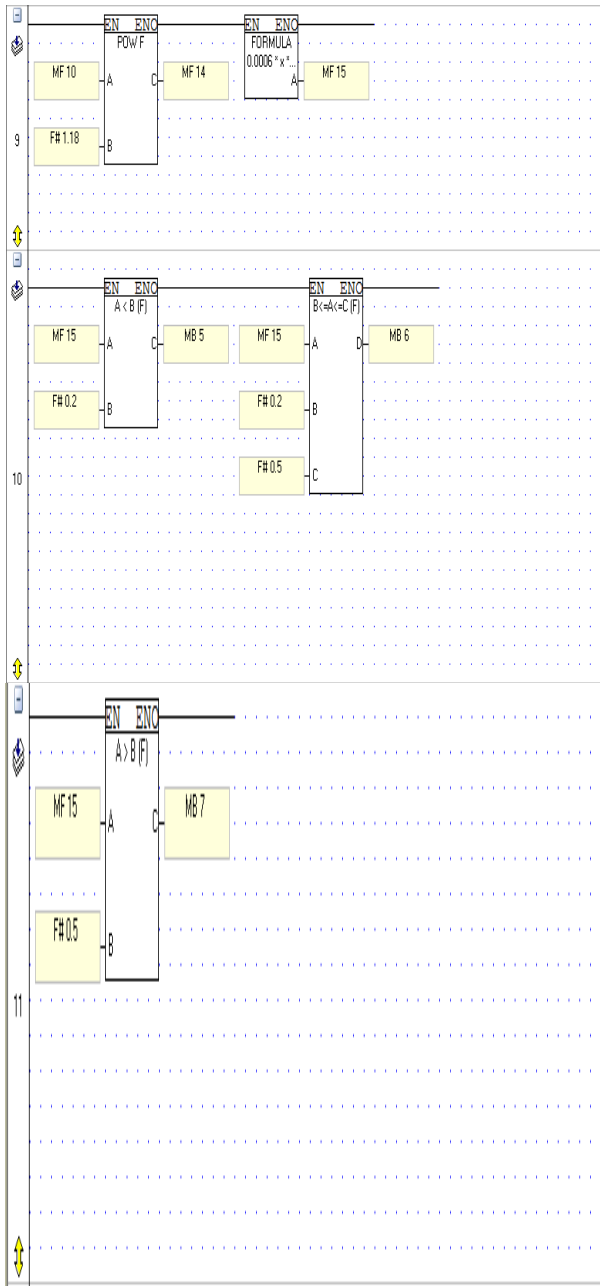 EN ENO EN ENO
POW F FORMULA
0.0006 * x *...
MF 10 A C MF 14 A MF 15
9
F# 1.18 B
EN ENO EN ENO
A < B (F) B<=A<=C (F)
MF 15 A C MB 5 MF 15 A D MB 6
F# 0.2 B F# 0.2 B
10
F# 0.5 C
EN ENO
A > B (F)
MF 15 A C MB 7
F# 0.5 B
11